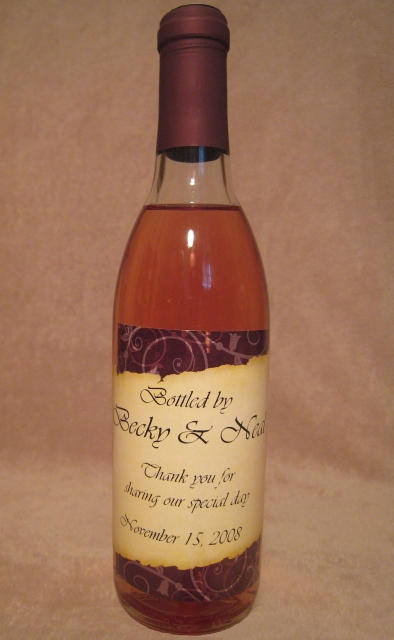 Bottled by
Becky & Neal
Thank you for
sharing our special day
November 15, 2008